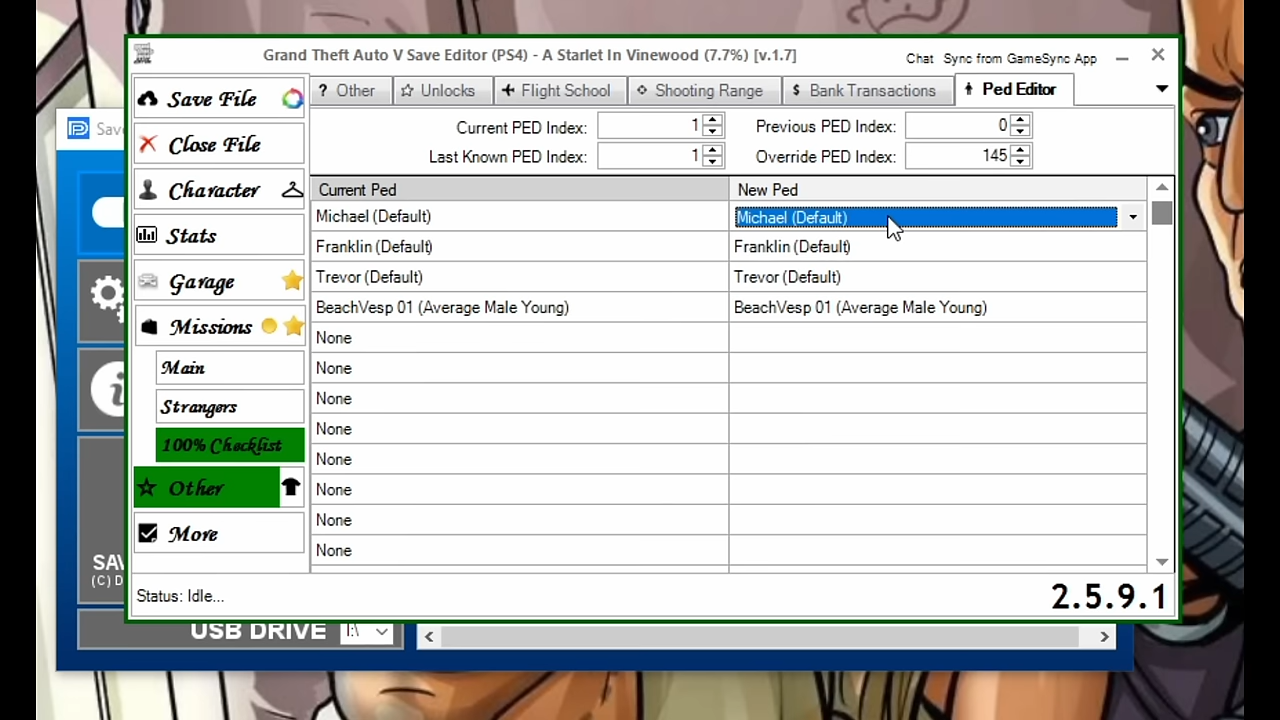 Grand Theft Auto V Save Editor (PS4) - A Starlet In Vinewood (7.7%) [v.1.7]
Chat Sync from GameSync App
Save File
Close File
Character
Stats
Garage
Missions
Main
Strangers
100% Checklist
Other
More
? Other
Unlocks
Flight School
Shooting Range
$ Bank Transactions
Ped Editor
Current PED Index: 1
Previous PED Index: 0
Last Known PED Index: 1
Override PED Index: 145
Current Ped New Ped
Michael (Default) Michael (Default)
Franklin (Default) Franklin (Default)
Trevor (Default) Trevor (Default)
BeachVesp 01 (Average Male Young) BeachVesp 01 (Average Male Young)
None
None
None
None
None
None
None
None
Status: Idle...
2.5.9.1
Save
SAV
(C) D
USB DRIVE I:\